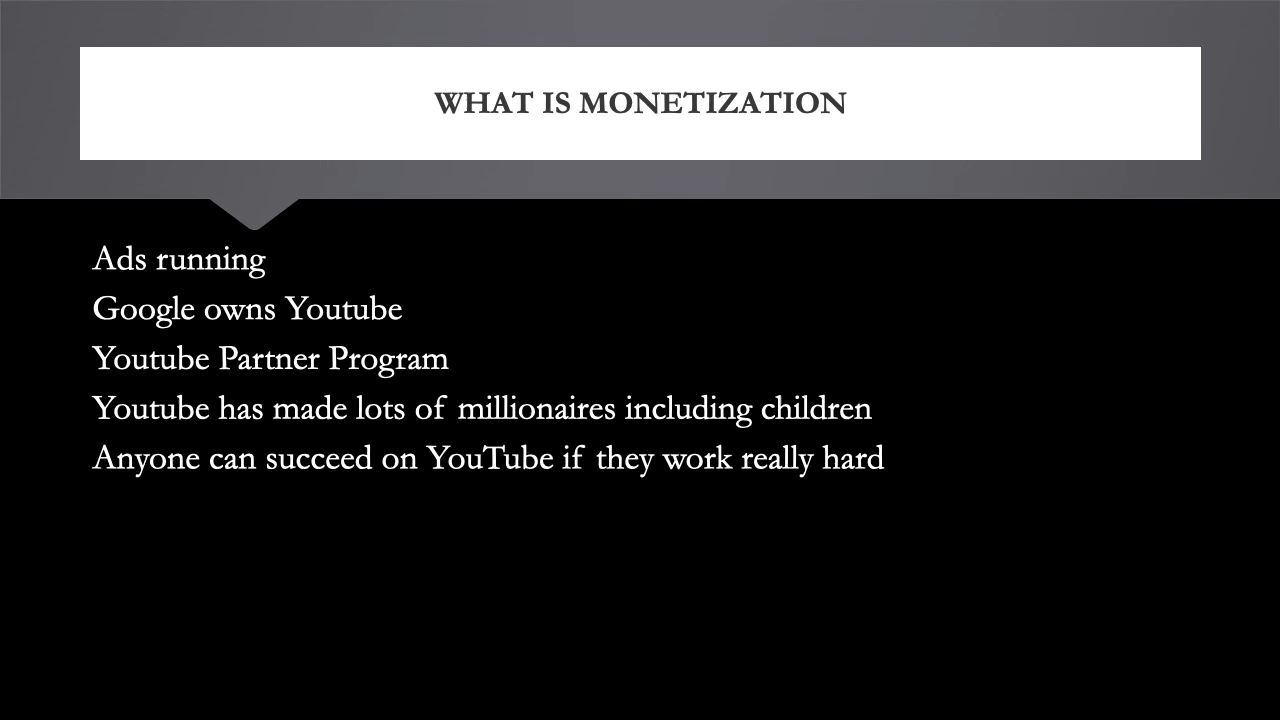 WHAT IS MONETIZATION
Ads running
Google owns Youtube
Youtube Partner Program
Youtube has made lots of millionaires including children
Anyone can succeed on YouTube if they work really hard